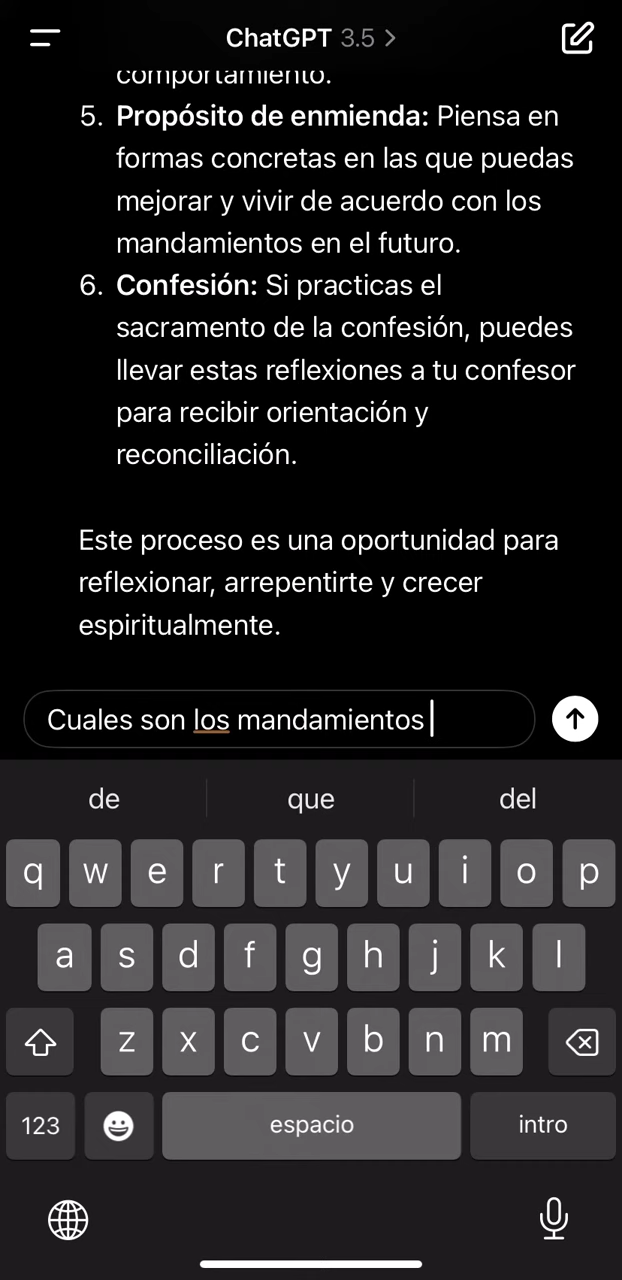 ChatGPT 3.5 >
comportamiento.
5. Propósito de enmienda: Piensa en
formas concretas en las que puedas
mejorar y vivir de acuerdo con los
mandamientos en el futuro.
6. Confesión: Si practicas el
sacramento de la confesión, puedes
llevar estas reflexiones a tu confesor
para recibir orientación y
reconciliación.
Este proceso es una oportunidad para
reflexionar, arrepentirte y crecer
espiritualmente.
Cuales son los mandamientos
de que del
q w e r t y u i o p
a s d f g h j k l
z x c v b n m
123 espacio intro